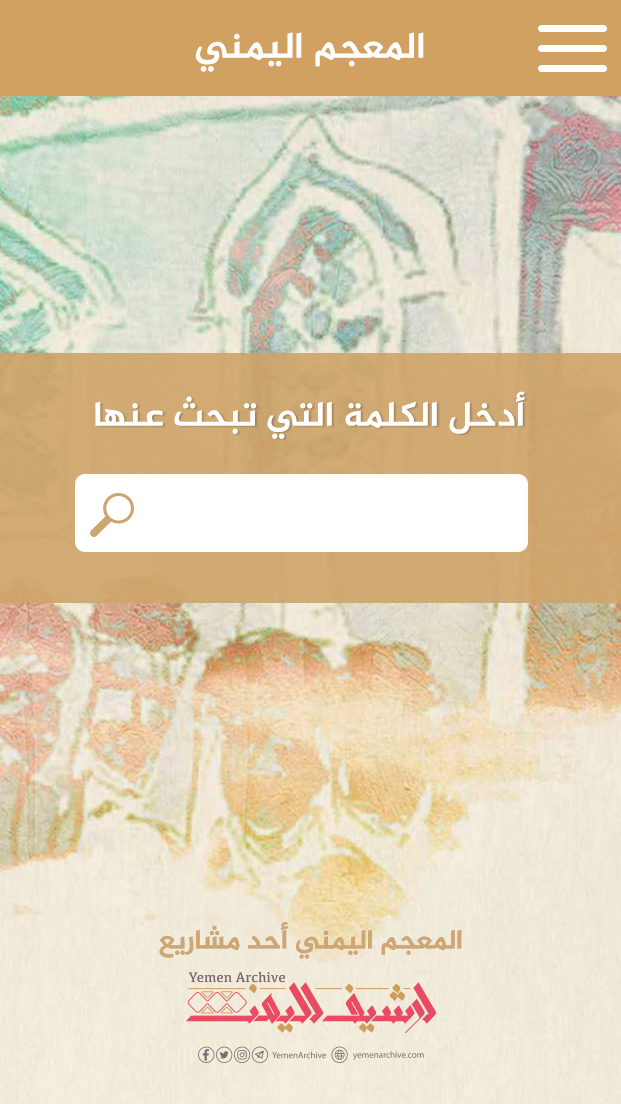 المعجم اليمني
أدخل الكلمة التي تبحث عنها
المعجم اليمني أحد مشاريع
Yemen Archive
ارشيف اليمن
YemenArchive yemenarchive.com